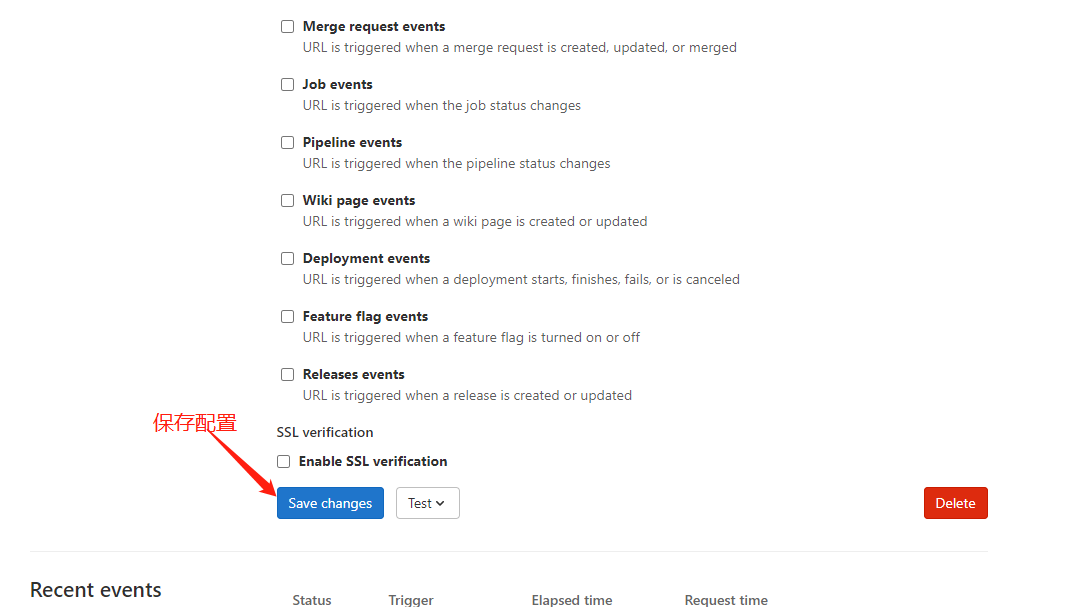 Merge request events
URL is triggered when a merge request is created, updated, or merged
Job events
URL is triggered when the job status changes
Pipeline events
URL is triggered when the pipeline status changes
Wiki page events
URL is triggered when a wiki page is created or updated
Deployment events
URL is triggered when a deployment starts, finishes, fails, or is canceled
Feature flag events
URL is triggered when a feature flag is turned on or off
Releases events
URL is triggered when a release is created or updated
保存配置
SSL verification
Enable SSL verification
Save changes Test Delete
Recent events
Status Trigger Elapsed time Request time